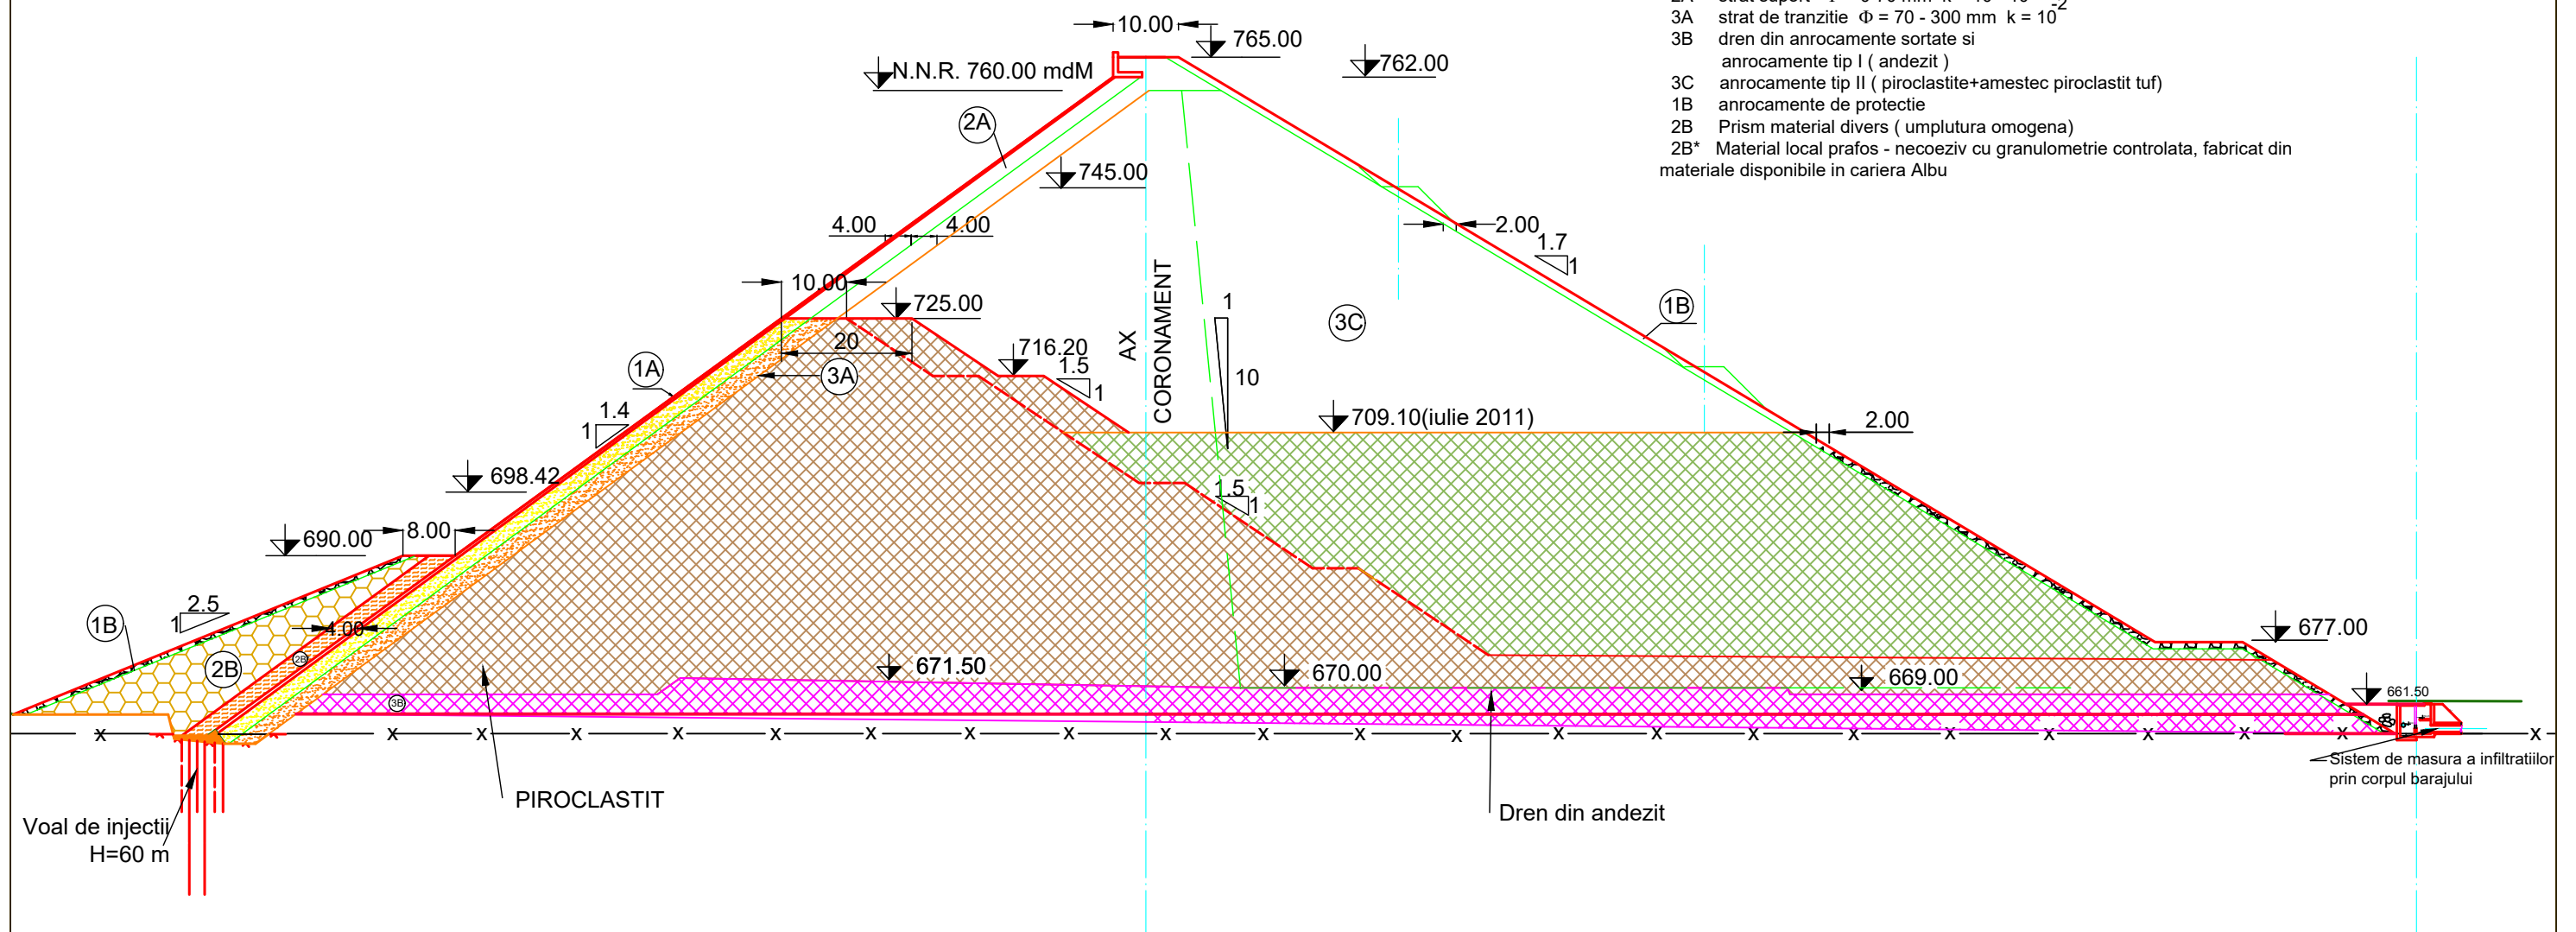 2A strat suport
3A strat de tranzitie Φ = 70 - 300 mm k = 10-2
3B dren din anrocamente sortate si
anrocamente tip I ( andezit )
3C anrocamente tip II ( piroclastite+amestec piroclastit tuf)
1B anrocamente de protectie
2B Prism material divers ( umplutura omogena)
2B* Material local prafos - necoeziv cu granulometrie controlata, fabricat din
materiale disponibile in cariera Albu
10.00
765.00
762.00
N.N.R. 760.00 mdM
2A
745.00
4.00
4.00
2.00
1.7
1
10.00
725.00
1B
3C
1
10
AX
CORONAMENT
20
716.20
1.5
1
3A
1A
1.4
1
709.10(iulie 2011)
2.00
698.42
1.5
1
690.00
8.00
2.5
1
1B
4.00
2B
2B
677.00
671.50
670.00
669.00
661.50
3B
x x x x x x x x x x x x x x x x x x x x x x x x x
Sistem de masura a infiltratiilor
prin corpul barajului
PIROCLASTIT
Dren din andezit
Voal de injectii
H=60 m